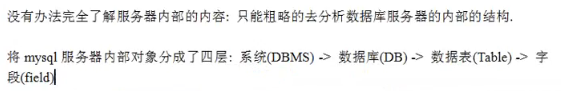 没有办法完全了解服务器内部的内容: 只能粗略的去分析数据库服务器的内部的结构.
将 mysql 服务器内部对象分成了四层: 系统(DBMS) -> 数据库(DB) -> 数据表(Table) -> 字
段(field)